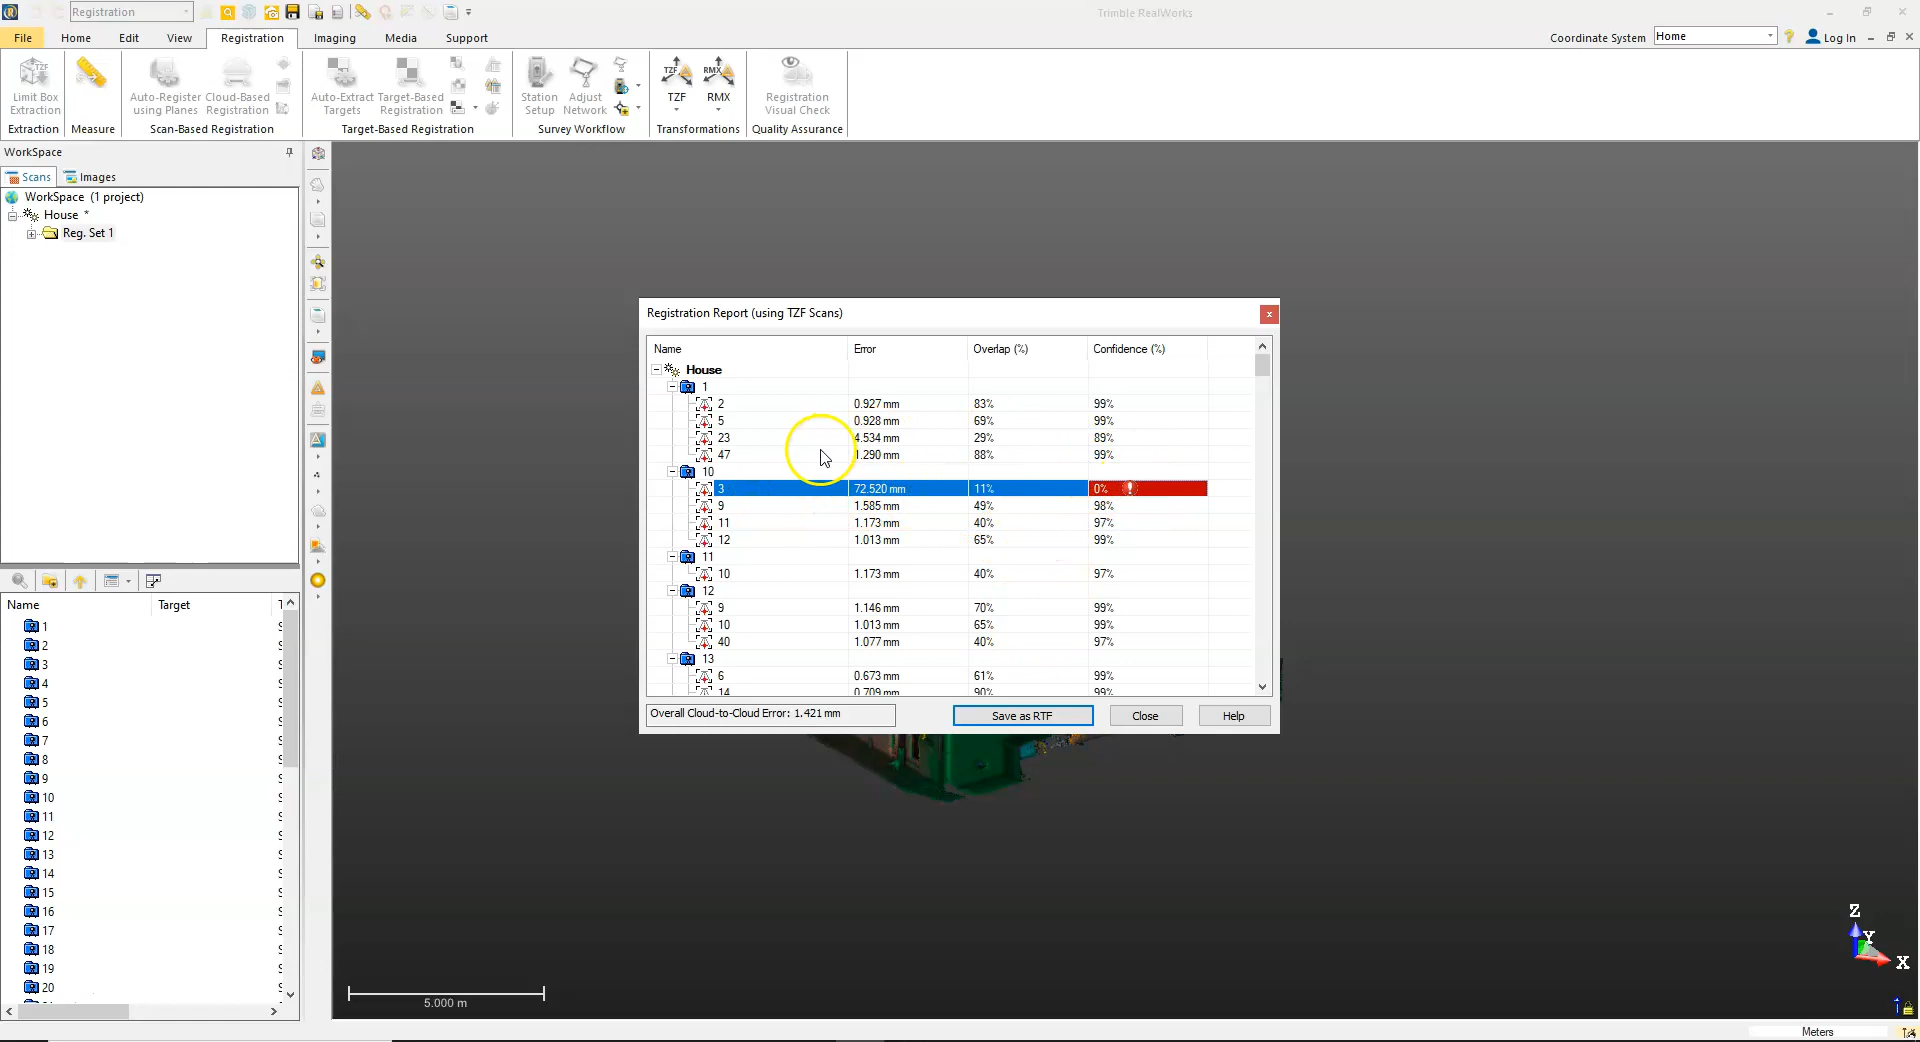 Registration
Trimble RealWorks
File Home Edit View Registration Imaging Media Support
Coordinate System Home Log In
Limit Box Extraction
Auto-Register using Planes
Cloud-Based Registration
Auto-Extract Targets
Target-Based Registration
Station Setup
Adjust Network
TZF
TZF
RMX
RMX
Registration Visual Check
Extraction Measure Scan-Based Registration Target-Based Registration Survey Workflow Transformations Quality Assurance
WorkSpace
Scans Images
WorkSpace (1 project)
House *
Reg. Set 1
Name Target
1
2
3
4
5
6
7
8
9
10
11
12
13
14
15
16
17
18
19
20
Registration Report (using TZF Scans)
Name Error Overlap (%) Confidence (%)
House
1
2 0.927 mm 83% 99%
5 0.928 mm 69% 99%
23 4.534 mm 29% 89%
47 1.290 mm 88% 99%
10
3 72.520 mm 11% 0%
9 1.585 mm 49% 98%
11 1.173 mm 40% 97%
12 1.013 mm 65% 99%
11
10 1.173 mm 40% 97%
12
9 1.146 mm 70% 99%
10 1.013 mm 65% 99%
40 1.077 mm 40% 97%
13
6 0.673 mm 61% 99%
14 0.709 mm 90% 99%
Overall Cloud-to-Cloud Error: 1.421 mm
Save as RTF Close Help
5.000 m
Z
Y
X
Meters